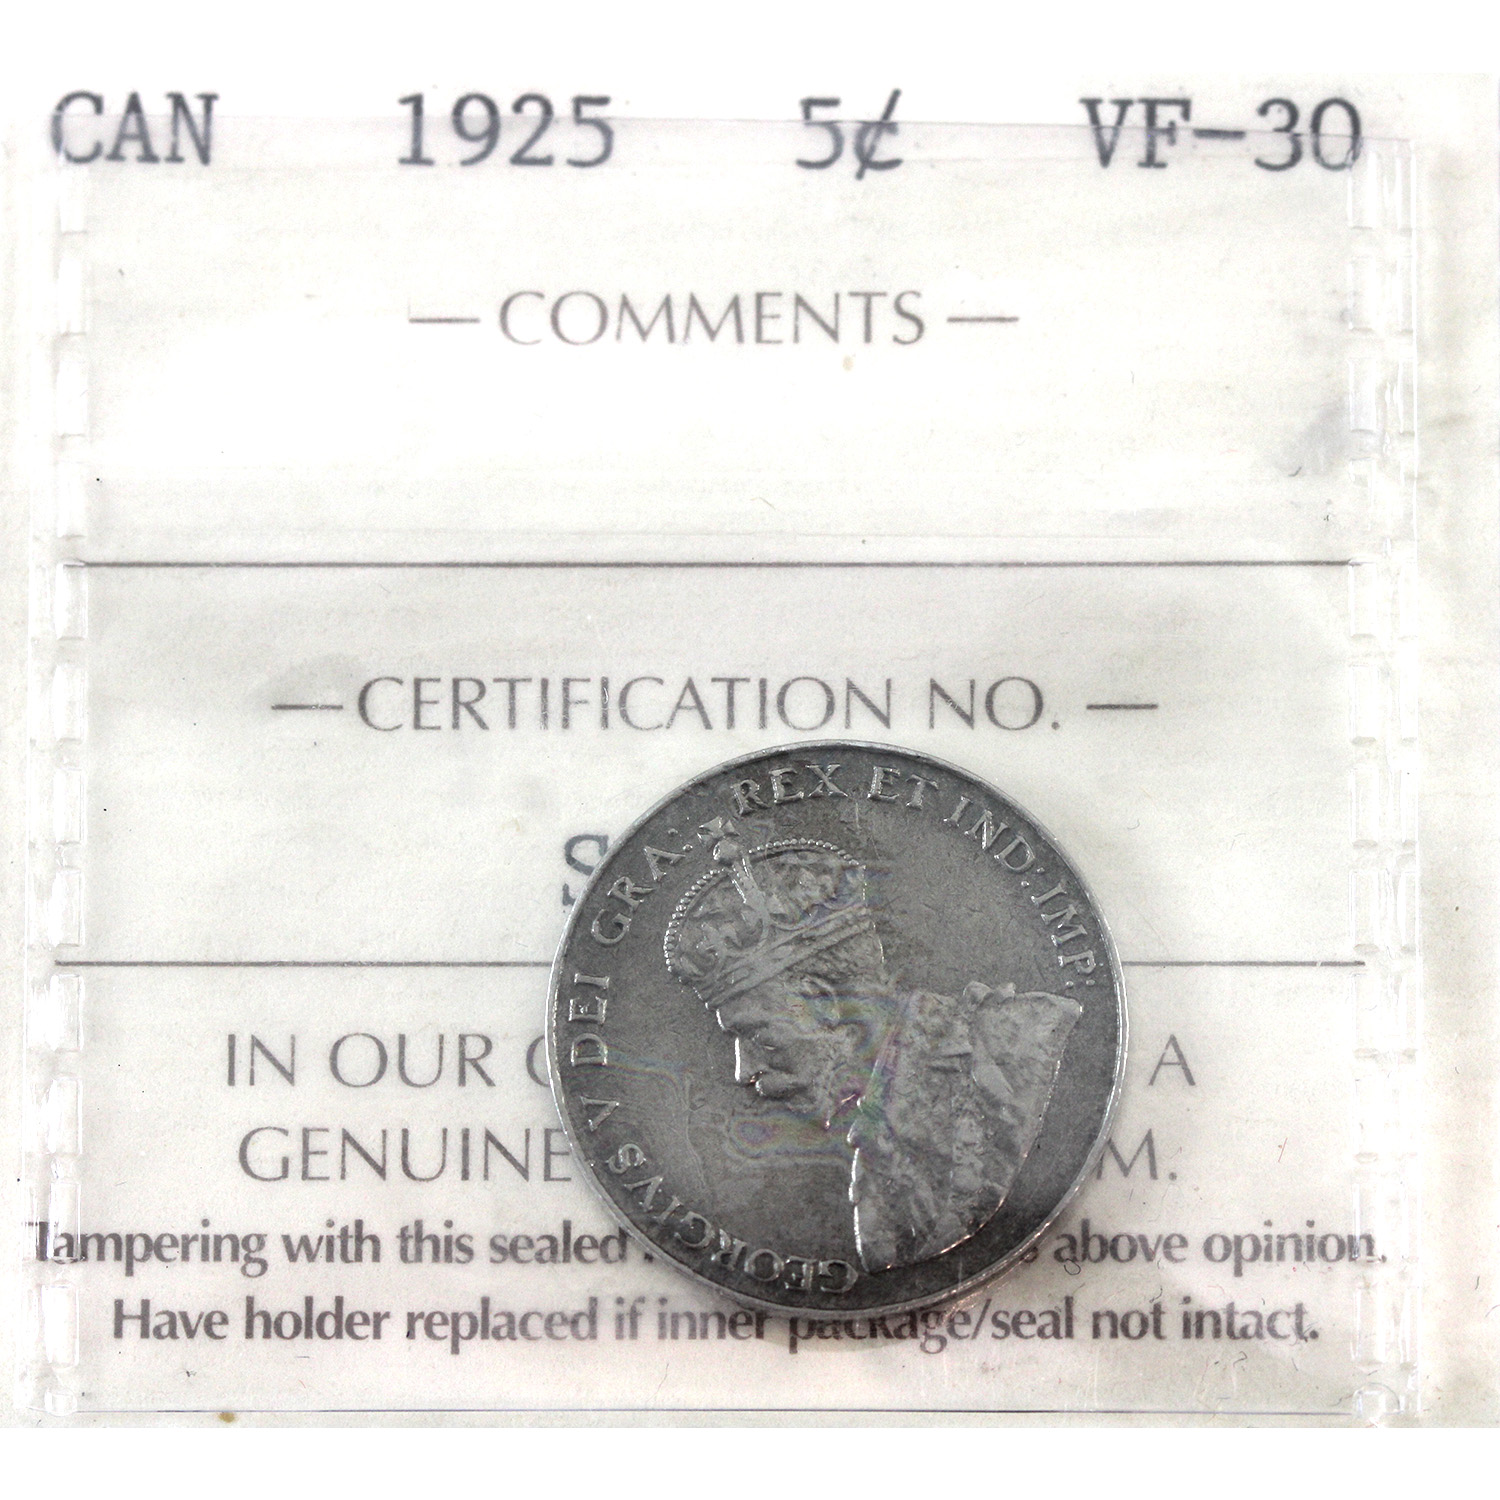 CAN 1925 5¢ VF-30
— COMMENTS —
— CERTIFICATION NO. —
S
IN OUR A
GENUINE M.
Tampering with this sealed above opinion.
Have holder replaced if inner package/seal not intact.
GEORGIVS V DEI GRA: REX ET IND: IMP: